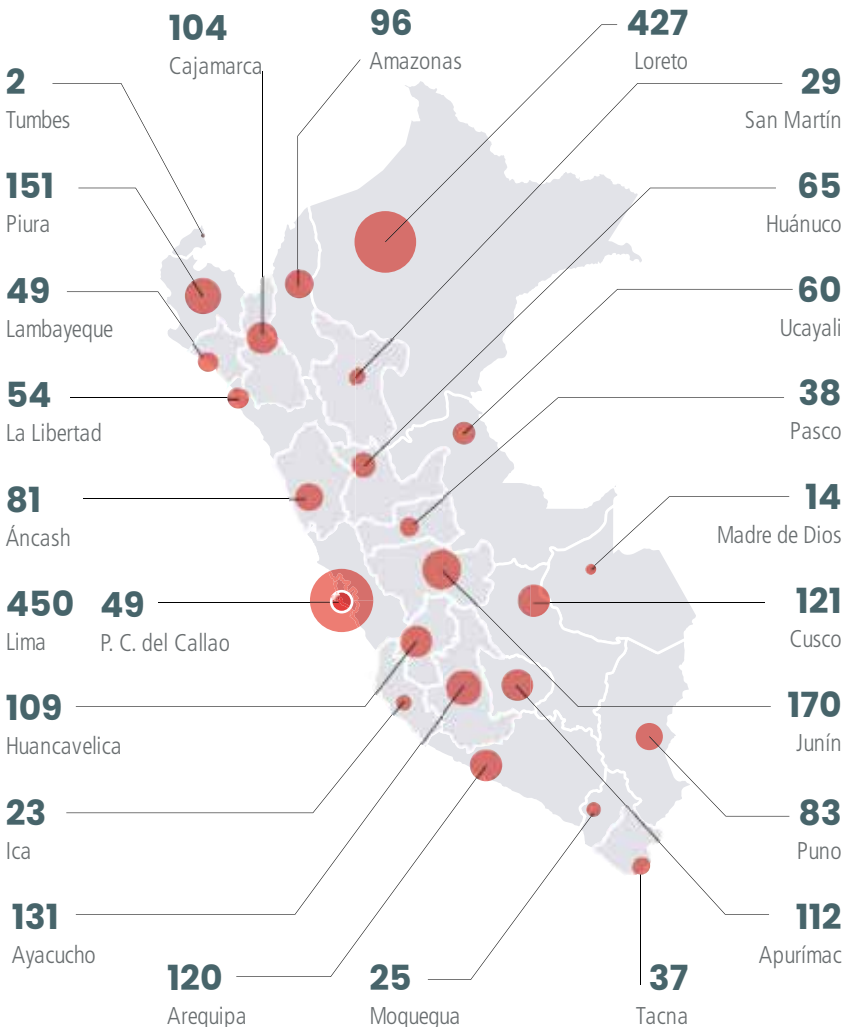 104
Cajamarca
96
Amazonas
427
Loreto
2
Tumbes
29
San Martín
151
Piura
65
Huánuco
49
Lambayeque
60
Ucayali
54
La Libertad
38
Pasco
81
Áncash
14
Madre de Dios
450
Lima
49
P. C. del Callao
121
Cusco
109
Huancavelica
170
Junín
23
Ica
83
Puno
131
Ayacucho
112
Apurímac
120
Arequipa
25
Moquegua
37
Tacna